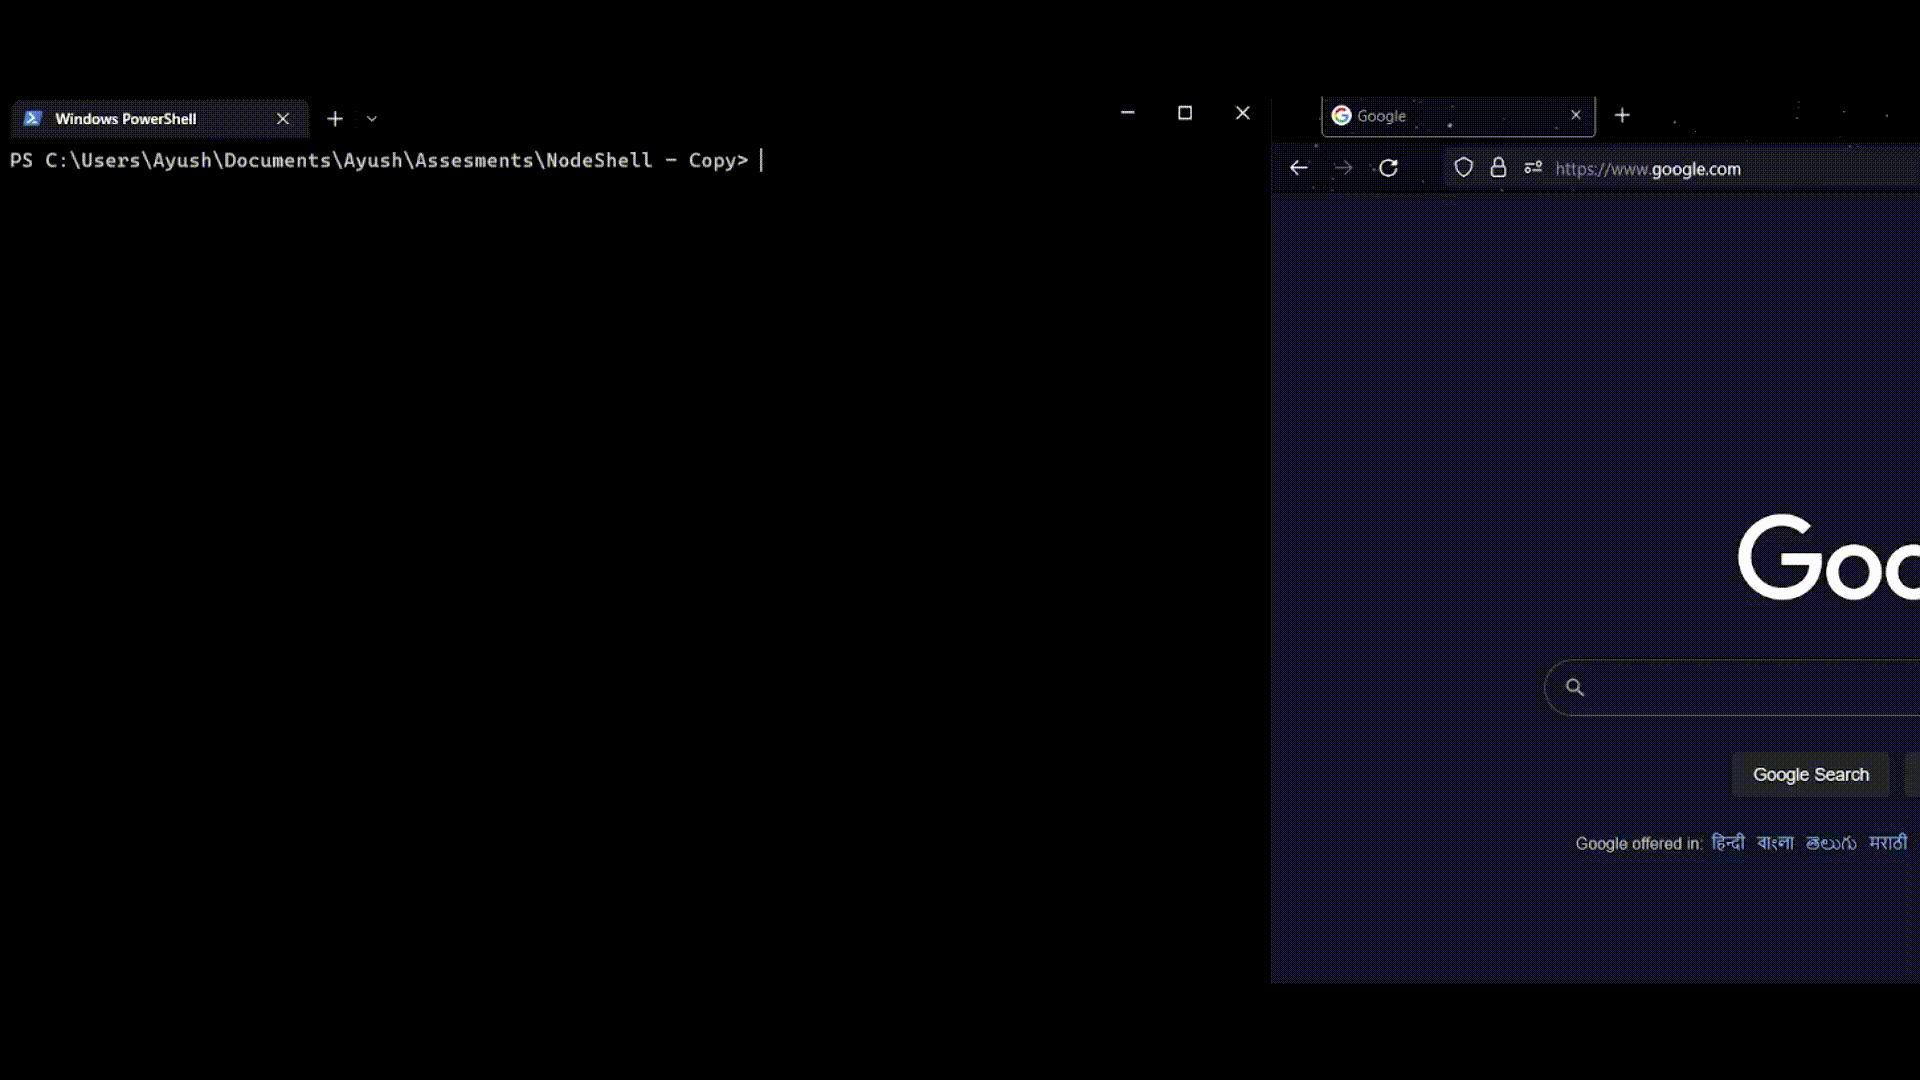 Windows PowerShell
PS C:\Users\Ayush\Documents\Ayush\Assesments\NodeShell - Copy>
Google
https://www.google.com
Goo
Google Search
Google offered in: हिन्दी বাংলা తెలుగు मराठी